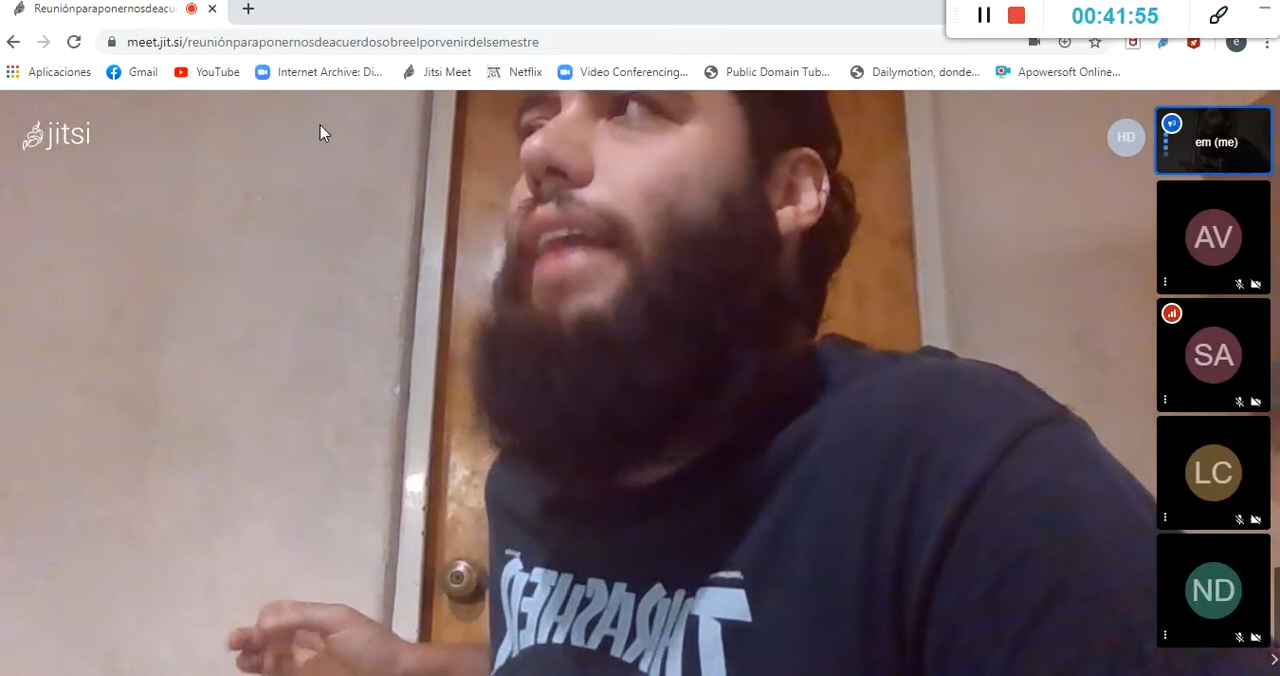 Reuniónparaponernosdeacu
00:41:55
meet.jit.si/reuniónparaponernosdeacuerdosobreelporvenirdelsemestre
e
Aplicaciones
Gmail
YouTube
Internet Archive: Di...
Jitsi Meet
Netflix
Video Conferencing...
Public Domain Tub...
Dailymotion, donde...
Apowersoft Online...
jitsi
HD
em (me)
AV
SA
LC
ND
THRASHER